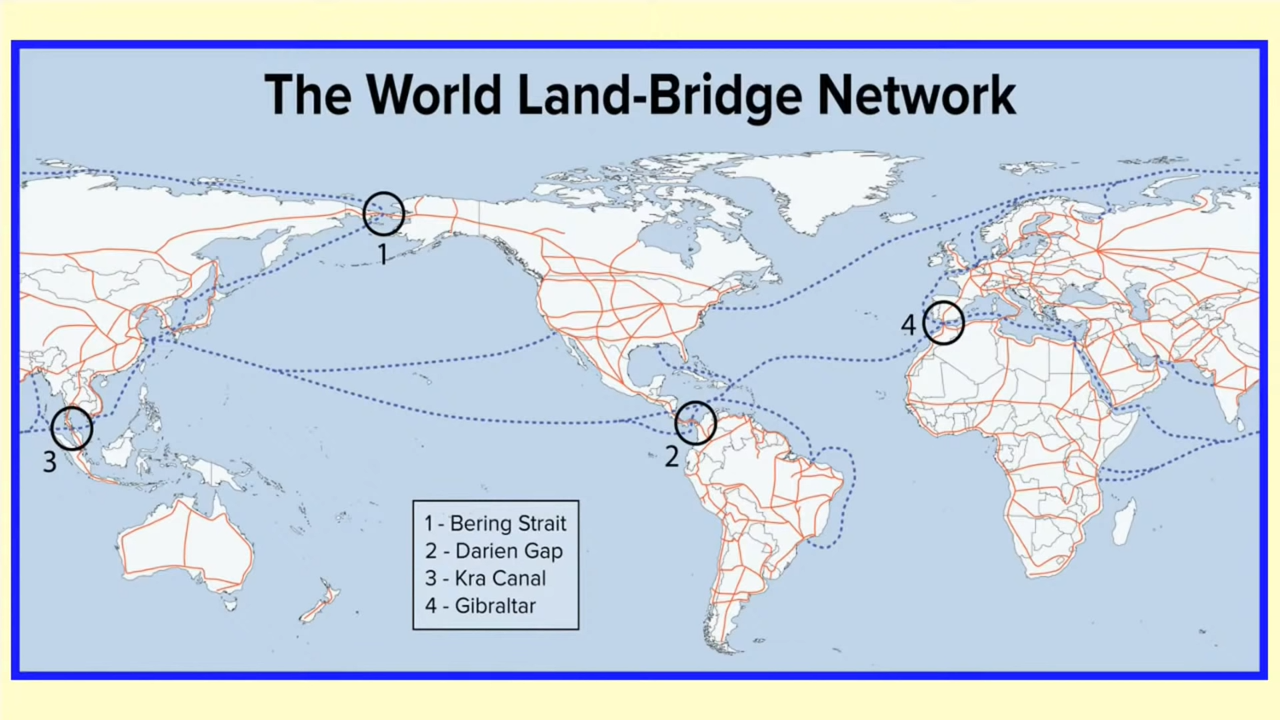 The World Land-Bridge Network
1
4
2
3
1 - Bering Strait
2 - Darien Gap
3 - Kra Canal
4 - Gibraltar